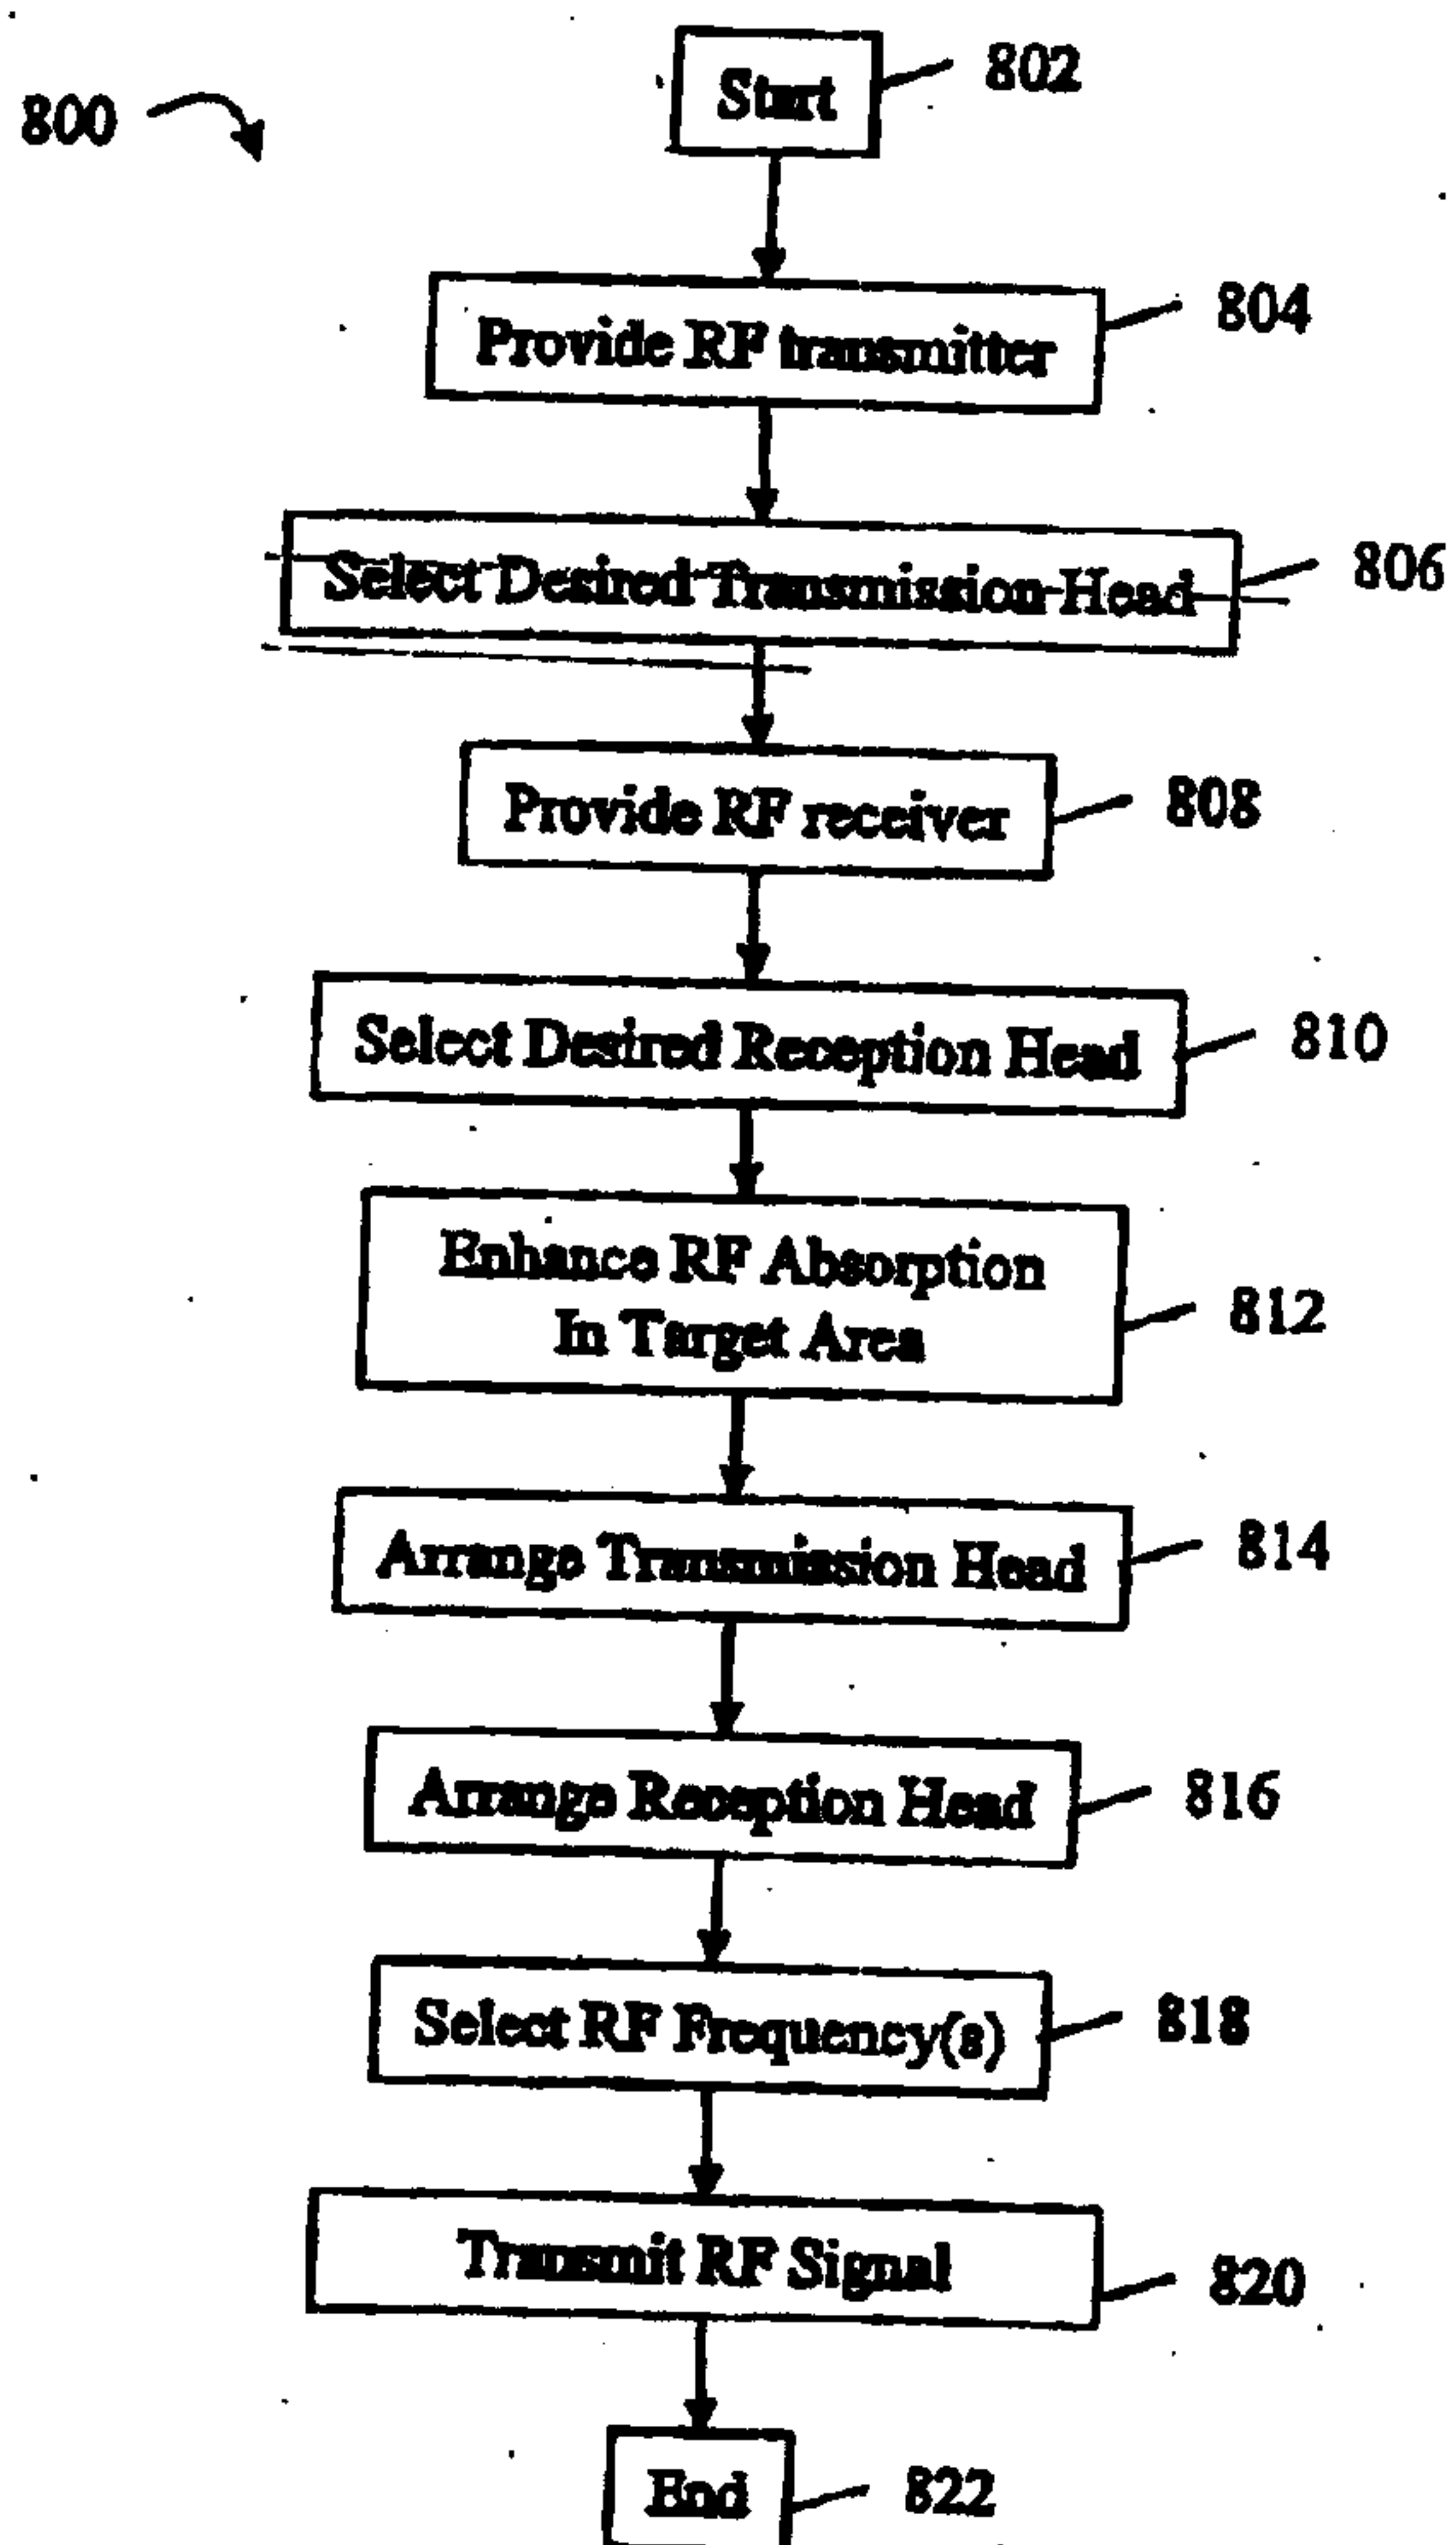 800
Start 802
Provide RF transmitter 804
Select Desired Transmission Head 806
Provide RF receiver 808
Select Desired Reception Head 810
Enhance RF Absorption
In Target Area 812
Arrange Transmission Head 814
Arrange Reception Head 816
Select RF Frequency(s) 818
Transmit RF Signal 820
End 822